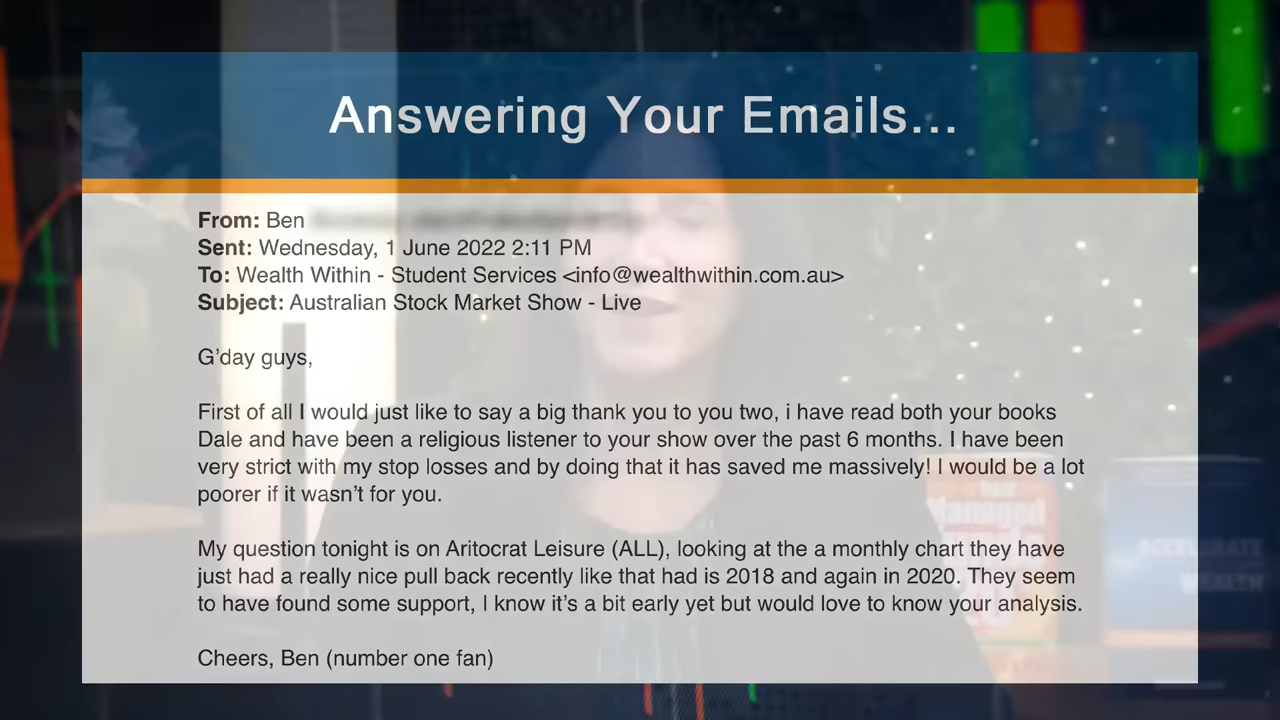 Answering Your Emails...
From: Ben
Sent: Wednesday, 1 June 2022 2:11 PM
To: Wealth Within - Student Services <info@wealthwithin.com.au>
Subject: Australian Stock Market Show - Live
G'day guys,
First of all I would just like to say a big thank you to you two, i have read both your books
Dale and have been a religious listener to your show over the past 6 months. I have been
very strict with my stop losses and by doing that it has saved me massively! I would be a lot
poorer if it wasn't for you.
My question tonight is on Aritocrat Leisure (ALL), looking at the a monthly chart they have
just had a really nice pull back recently like that had is 2018 and again in 2020. They seem
to have found some support, I know it's a bit early yet but would love to know your analysis.
Cheers, Ben (number one fan)
Managed
ACCELERATE
WEALTH